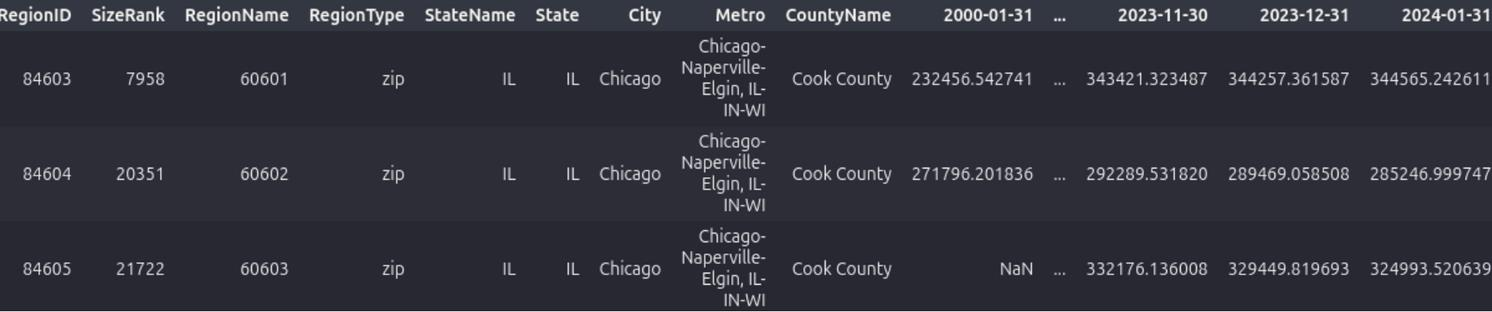 RegionID SizeRank RegionName RegionType StateName State City Metro CountyName 2000-01-31 ... 2023-11-30 2023-12-31 2024-01-31
84603 7958 60601 zip IL IL Chicago Chicago-Naperville-Elgin, IL-IN-WI Cook County 232456.542741 ... 343421.323487 344257.361587 344565.242611
84604 20351 60602 zip IL IL Chicago Chicago-Naperville-Elgin, IL-IN-WI Cook County 271796.201836 ... 292289.531820 289469.058508 285246.999747
84605 21722 60603 zip IL IL Chicago Chicago-Naperville-Elgin, IL-IN-WI Cook County NaN ... 332176.136008 329449.819693 324993.520639